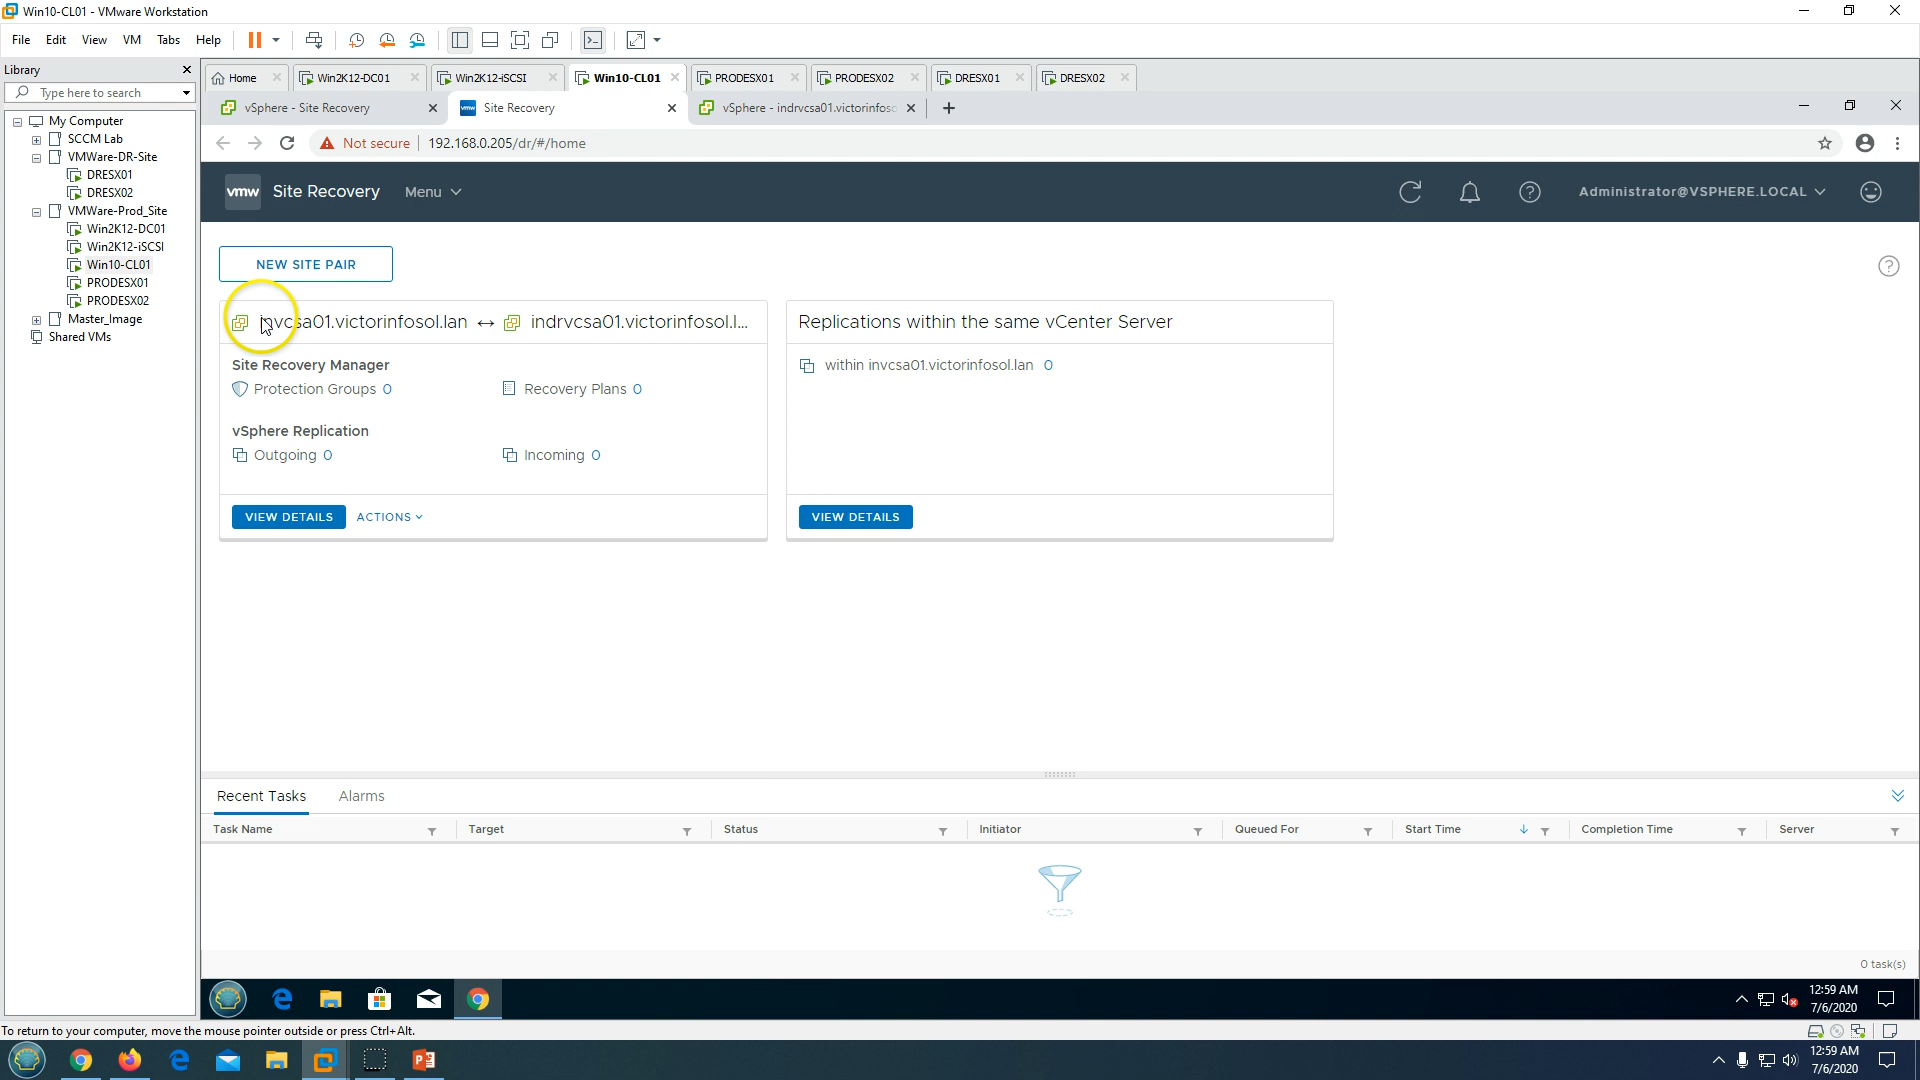 Win10-CL01 - VMware Workstation
File Edit View VM Tabs Help
Library
Type here to search
My Computer
SCCM Lab
VMWare-DR-Site
DRESX01
DRESX02
VMWare-Prod_Site
Win2K12-DC01
Win2K12-iSCSI
Win10-CL01
PRODESX01
PRODESX02
Master_Image
Shared VMs
Home Win2K12-DC01 Win2K12-iSCSI Win10-CL01 PRODESX01 PRODESX02 DRESX01 DRESX02
vSphere - Site Recovery Site Recovery vSphere - indrvcsa01.victorinfoso
Not secure 192.168.0.205/dr/#/home
vmw Site Recovery Menu Administrator@VSPHERE.LOCAL
NEW SITE PAIR
invcsa01.victorinfosol.lan ↔ indrvcsa01.victorinfosol.l...
Site Recovery Manager
Protection Groups 0 Recovery Plans 0
vSphere Replication
Outgoing 0 Incoming 0
VIEW DETAILS ACTIONS
Replications within the same vCenter Server
within invcsa01.victorinfosol.lan 0
VIEW DETAILS
Recent Tasks Alarms
Task Name Target Status Initiator Queued For Start Time Completion Time Server
0 task(s)
12:59 AM
7/6/2020
To return to your computer, move the mouse pointer outside or press Ctrl+Alt.
12:59 AM
7/6/2020